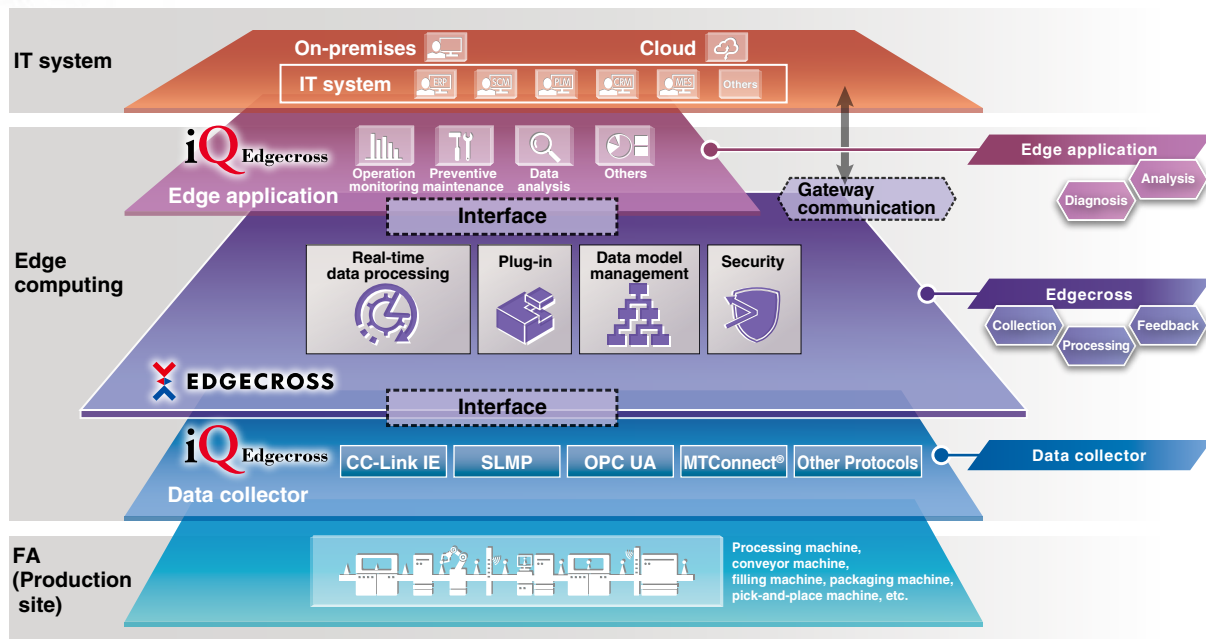 IT system
On-premises
Cloud
IT system
ERP
SCM
PLM
CRM
MES
Others
Edge
computing
iQ Edgecross
Edge application
Operation
monitoring
Preventive
maintenance
Data
analysis
Others
Interface
Gateway
communication
Edge application
Diagnosis
Analysis
Real-time
data processing
Plug-in
Data model
management
Security
Edgecross
Collection
Processing
Feedback
EDGECROSS
Interface
iQ Edgecross
Data collector
CC-Link IE
SLMP
OPC UA
MTConnect®
Other Protocols
Data collector
FA
(Production
site)
Processing machine,
conveyor machine,
filling machine, packaging machine,
pick-and-place machine, etc.